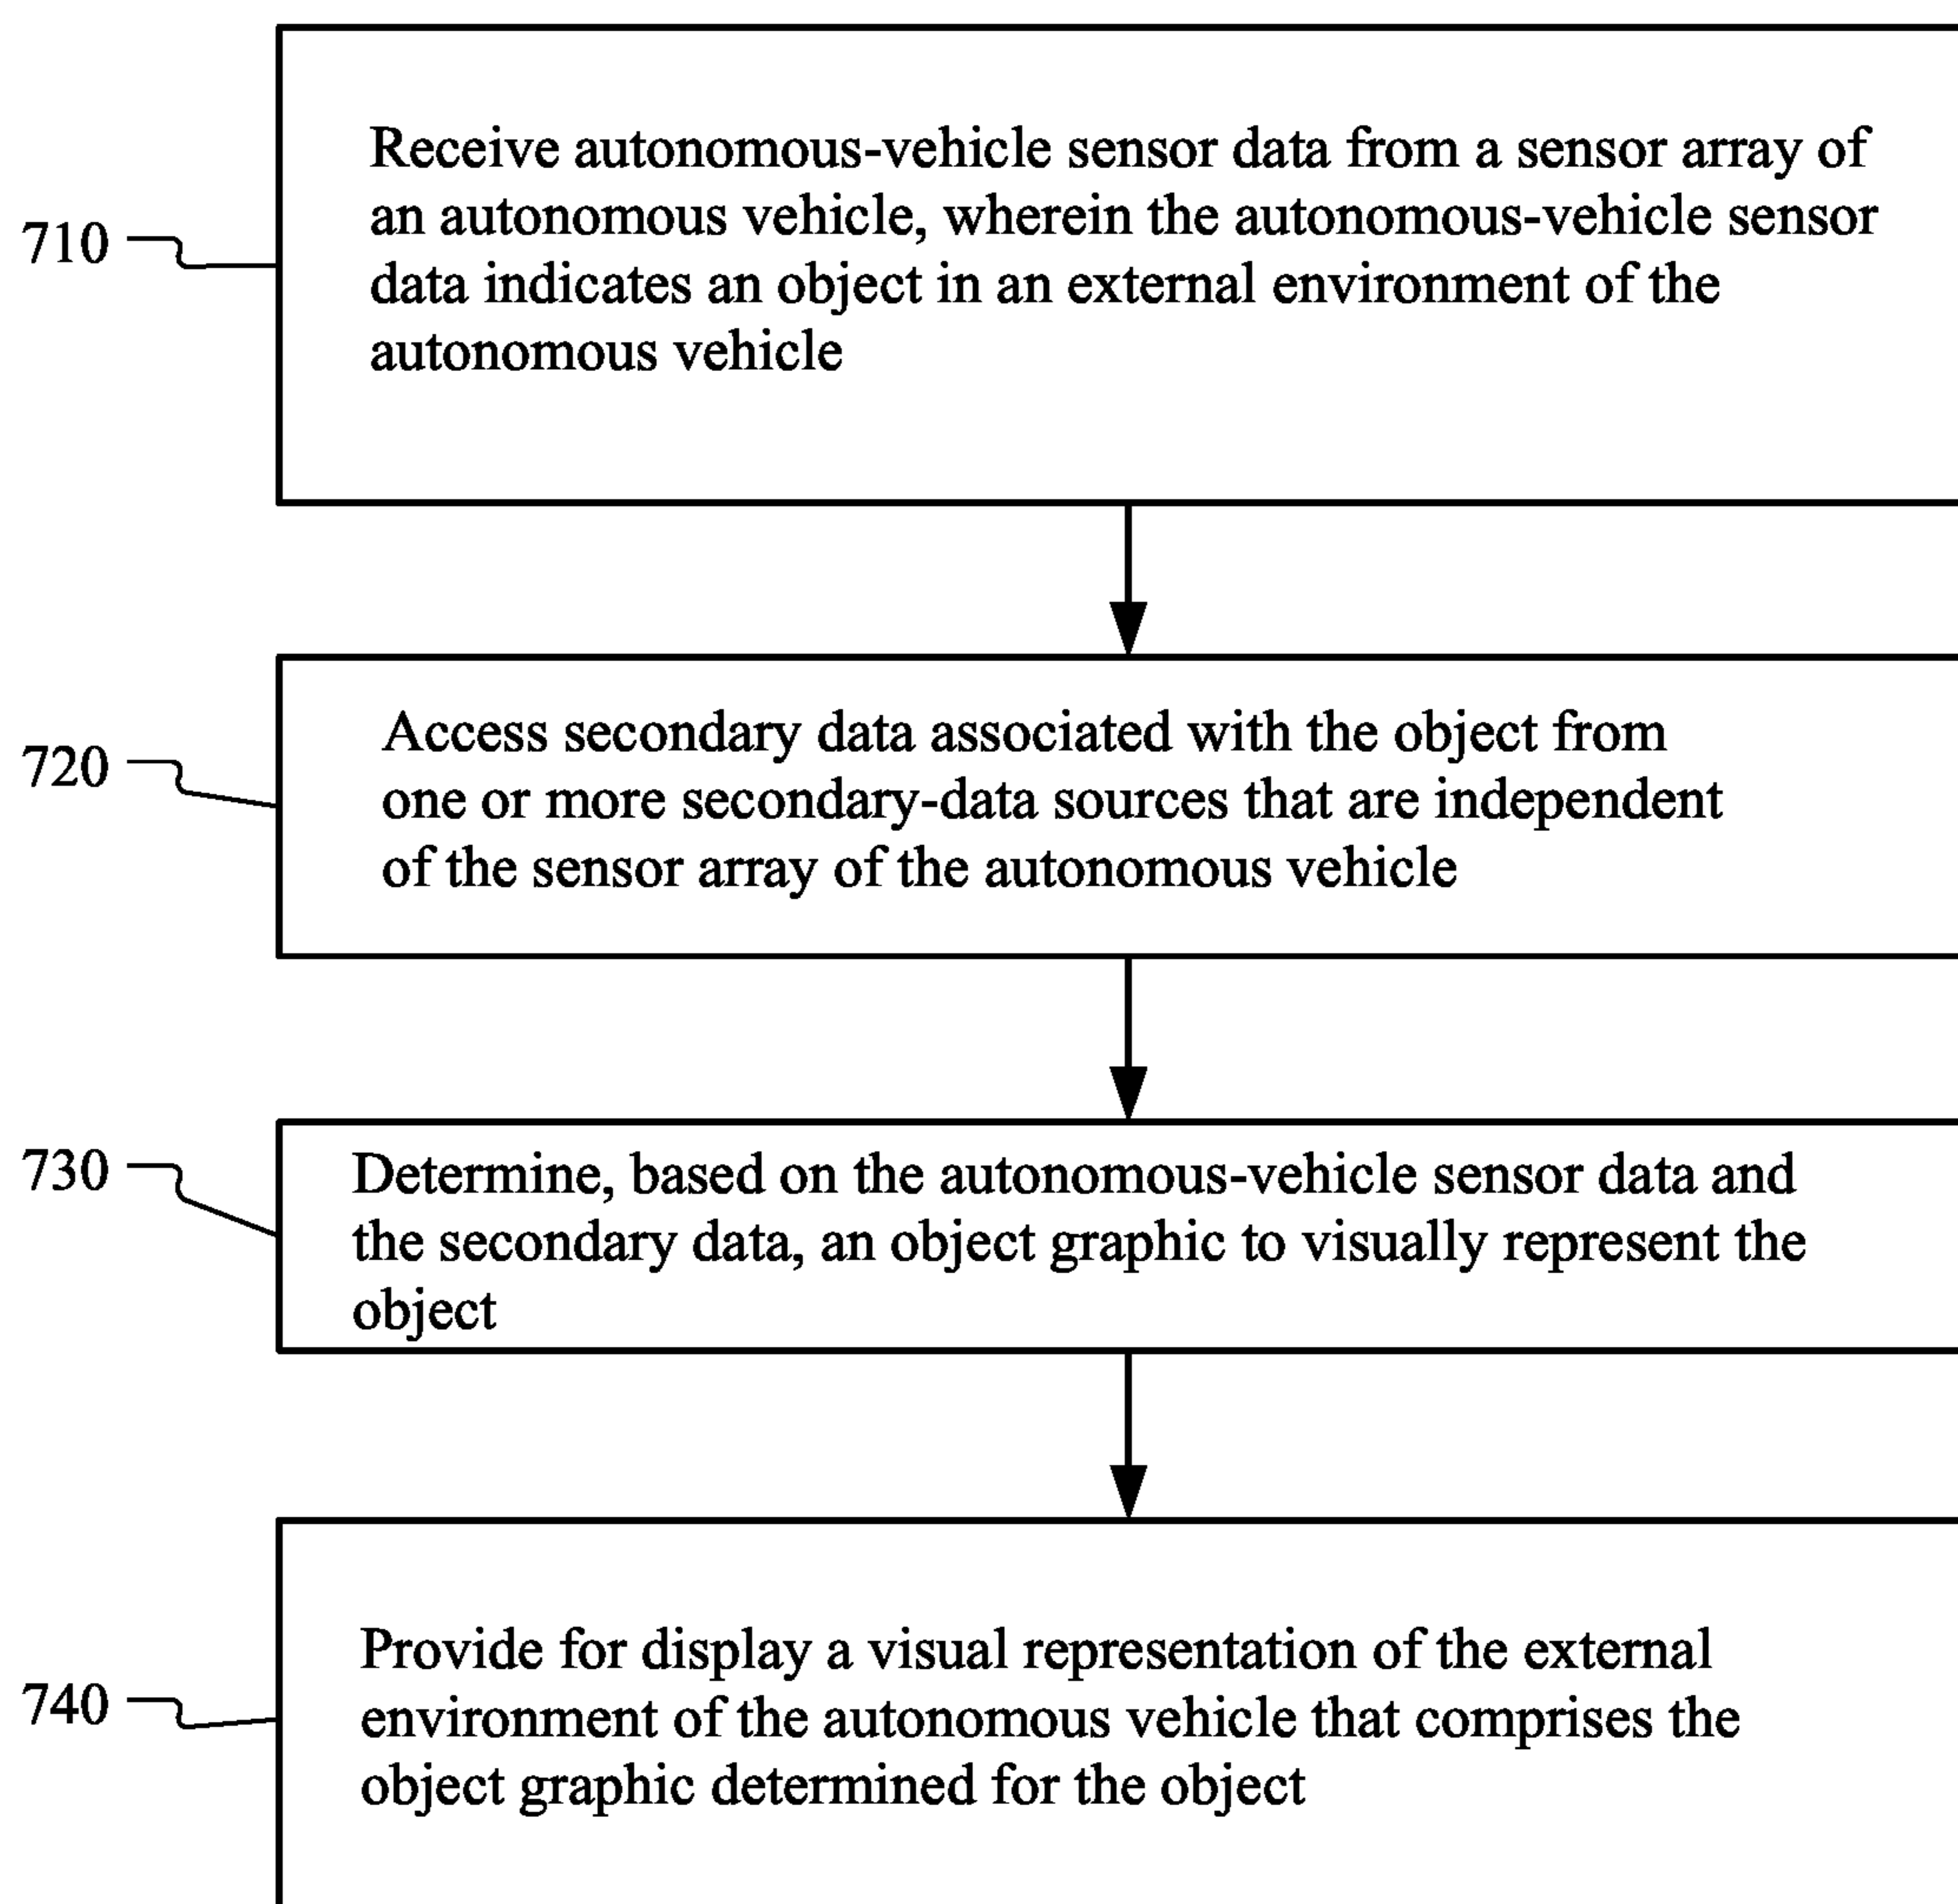 Receive autonomous-vehicle sensor data from a sensor array of
an autonomous vehicle, wherein the autonomous-vehicle sensor
710
data indicates an object in an external environment of the
autonomous vehicle
Access secondary data associated with the object from
720
one or more secondary-data sources that are independent
of the sensor array of the autonomous vehicle
730
Determine, based on the autonomous-vehicle sensor data and
the secondary data, an object graphic to visually represent the
object
Provide for display a visual representation of the external
740
environment of the autonomous vehicle that comprises the
object graphic determined for the object